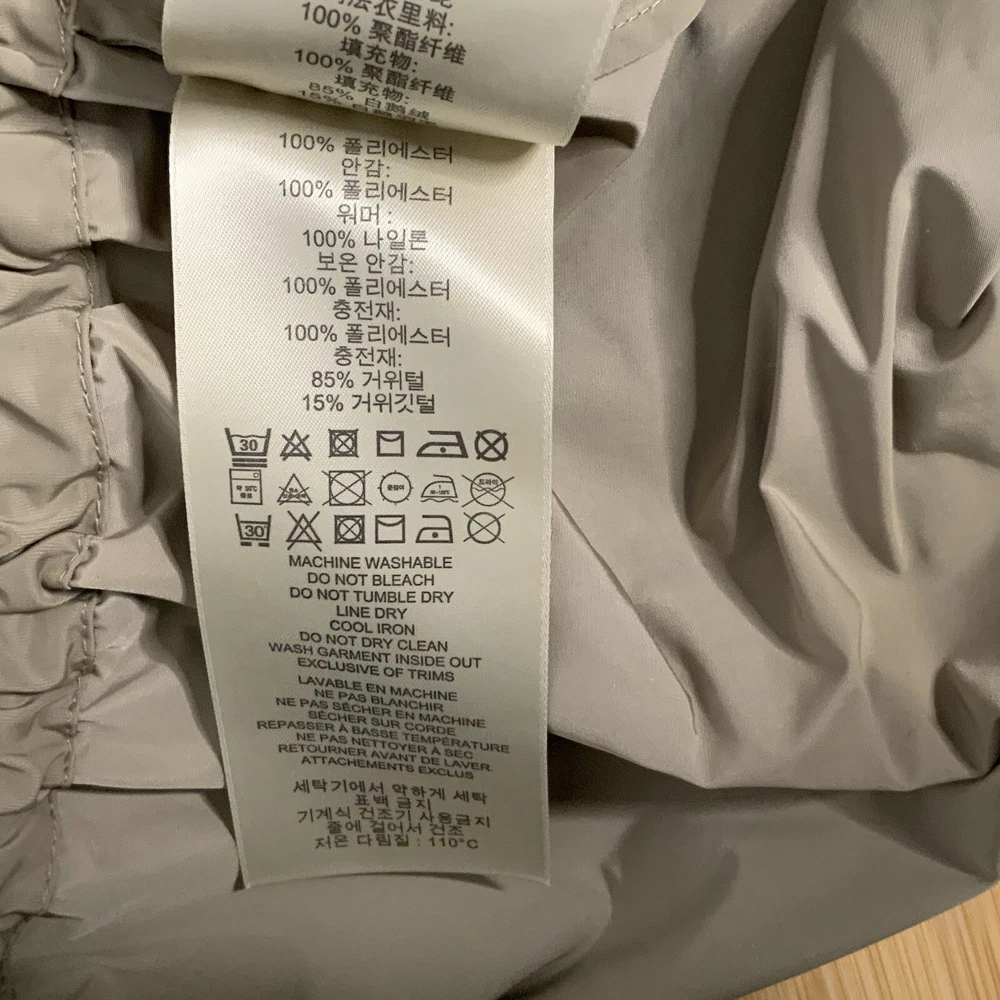 衣里料:
100% 聚酯纤维
填充物:
100% 聚酯纤维
填充物:
85% 白鹅绒
100% 폴리에스터
안감:
100% 폴리에스터
워머 :
100% 나일론
보온 안감:
100% 폴리에스터
충전재:
100% 폴리에스터
충전재:
85% 거위털
15% 거위깃털
30
30
MACHINE WASHABLE
DO NOT BLEACH
DO NOT TUMBLE DRY
LINE DRY
COOL IRON
DO NOT DRY CLEAN
WASH GARMENT INSIDE OUT
EXCLUSIVE OF TRIMS
LAVABLE EN MACHINE
NE PAS BLANCHIR
NE PAS SÉCHER EN MACHINE
SÉCHER SUR CORDE
REPASSER À BASSE TEMPÉRATURE
NE PAS NETTOYER À SEC
RETOURNER AVANT DE LAVER.
ATTACHEMENTS EXCLUS
세탁기에서 약하게 세탁
표백 금지
기계식 건조기 사용금지
줄에 걸어서 건조
저온 다림질 : 110°C